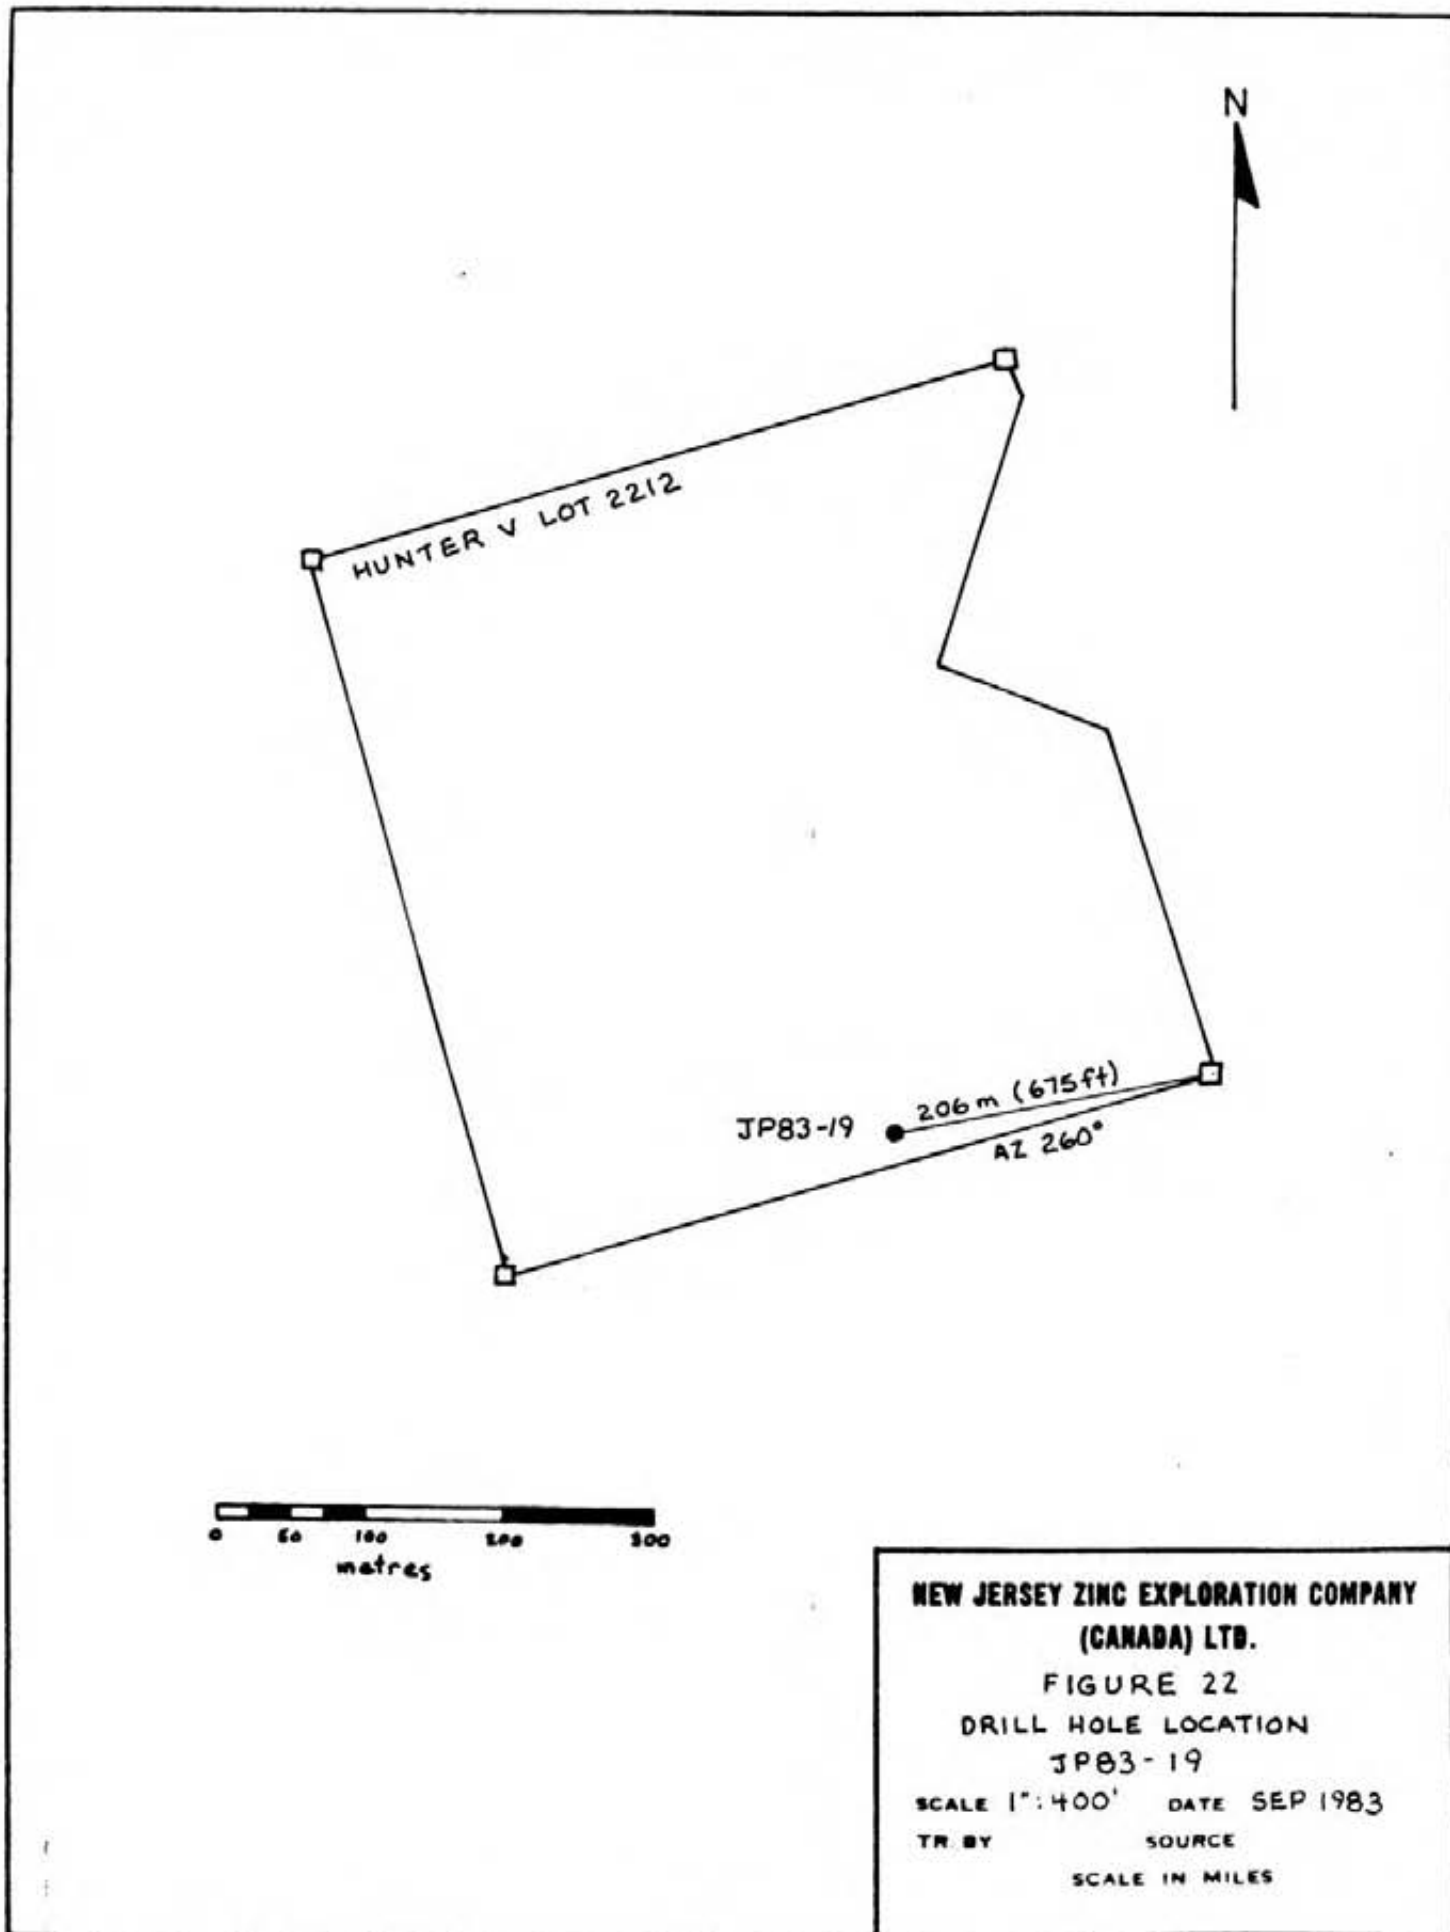 N
HUNTER V LOT 2212
206 m (675ft)
JP83-19
AZ 260°
0 50 100 200 300
metres
NEW JERSEY ZINC EXPLORATION COMPANY
(CANADA) LTD.
FIGURE 22
DRILL HOLE LOCATION
JP83-19
SCALE 1":400' DATE SEP 1983
TR. BY SOURCE
SCALE IN MILES